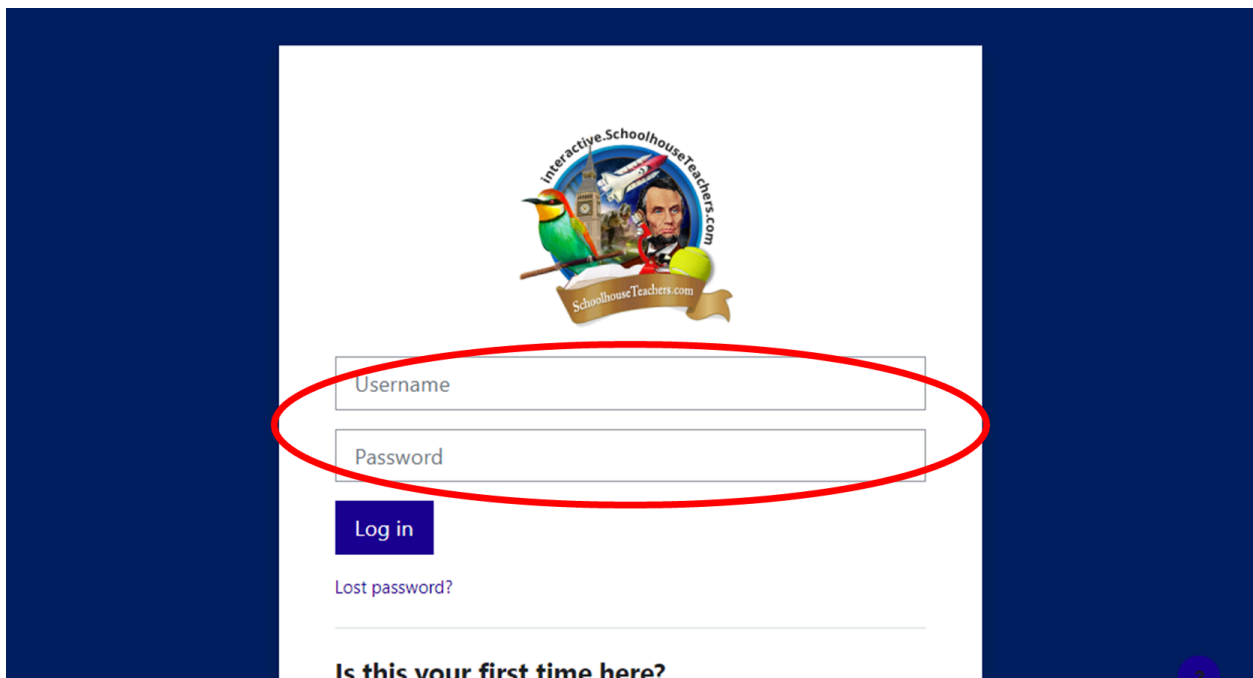 interactive.SchoolhouseTeachers.com
SchoolhouseTeachers.com
Username
Password
Log in
Lost password?
Is this your first time here?